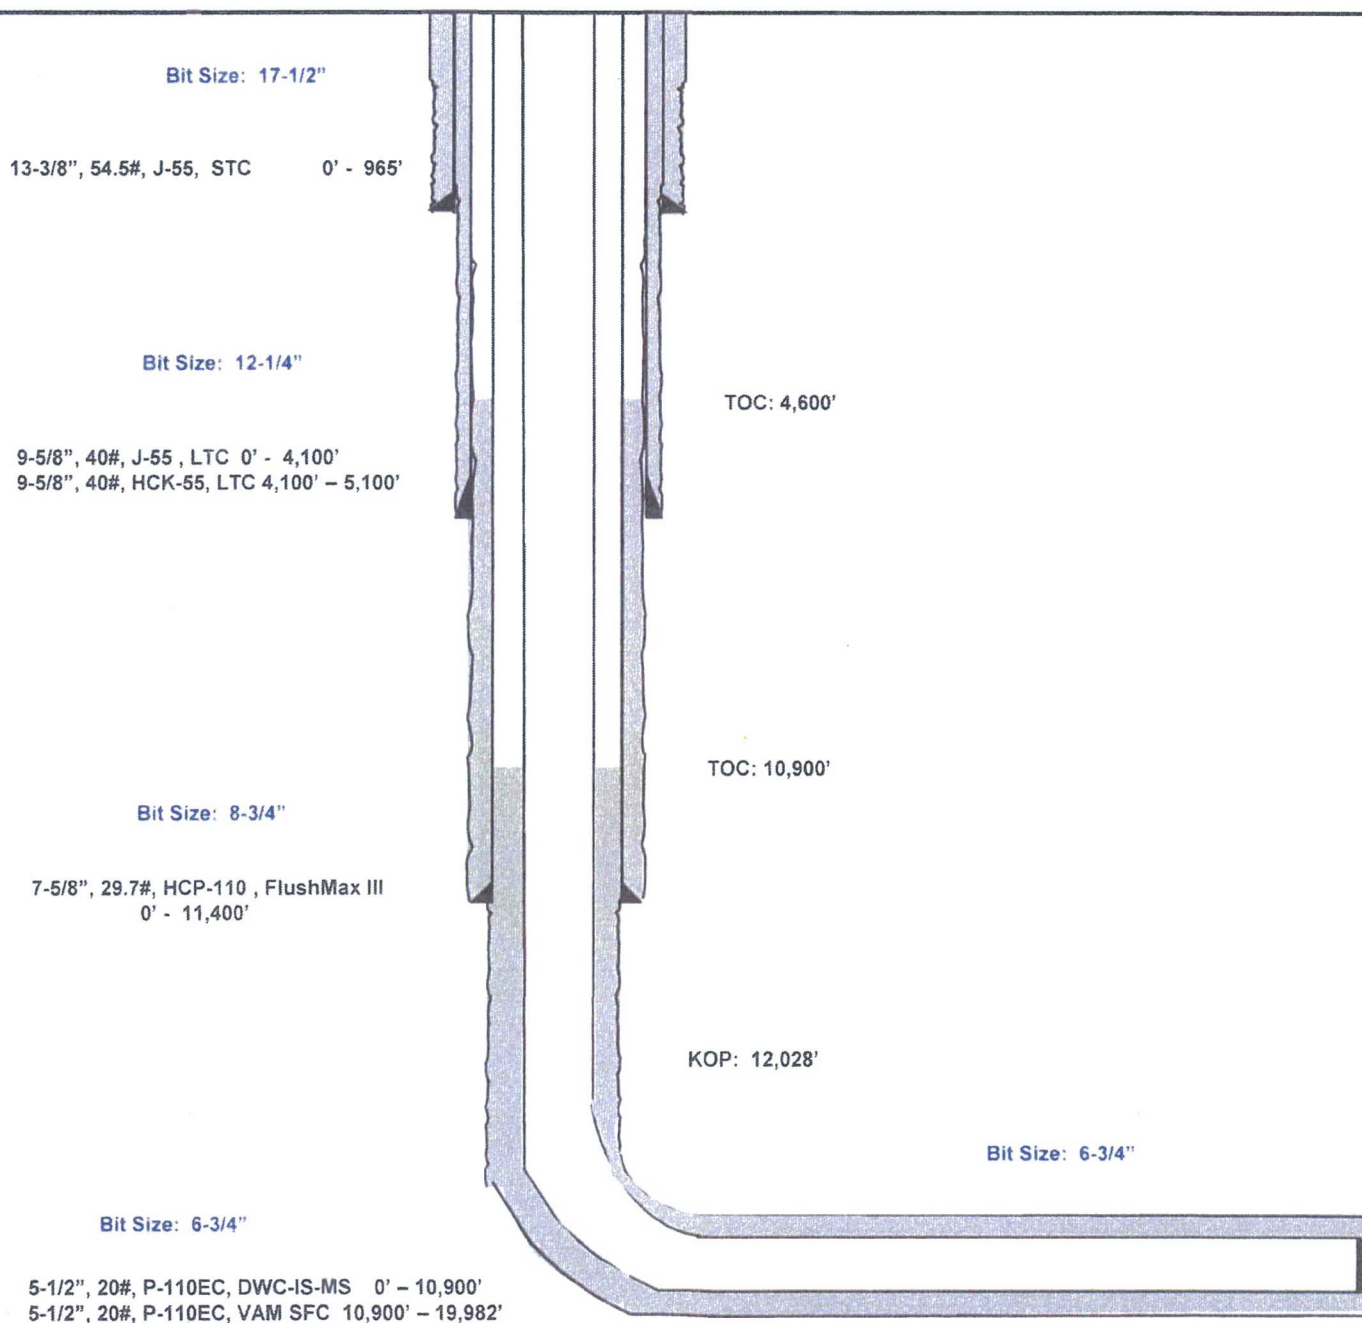 Bit Size: 17-1/2”
13-3/8”, 54.5#, J-55, STC 0’ - 965’
Bit Size: 12-1/4”
TOC: 4,600’
9-5/8”, 40#, J-55 , LTC 0’ - 4,100’
9-5/8”, 40#, HCK-55, LTC 4,100’ – 5,100’
TOC: 10,900’
Bit Size: 8-3/4”
7-5/8”, 29.7#, HCP-110 , FlushMax III
0’ - 11,400’
KOP: 12,028’
Bit Size: 6-3/4”
Bit Size: 6-3/4”
5-1/2”, 20#, P-110EC, DWC-IS-MS 0’ – 10,900’
5-1/2”, 20#, P-110EC, VAM SFC 10,900’ – 19,982’